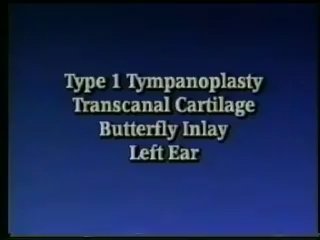 Type 1 Tympanoplasty
Transcanal Cartilage
Butterfly Inlay
Left Ear